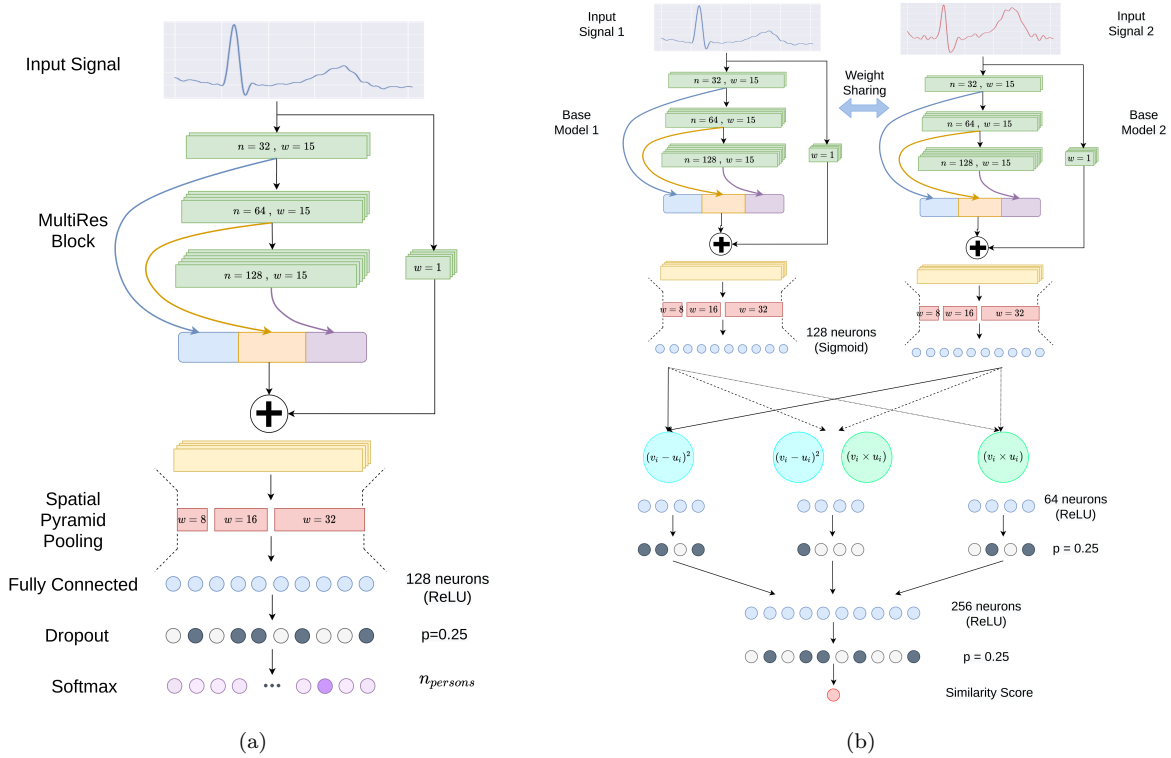 Input Signal
n = 32 , w = 15
MultiRes
Block
n = 64 , w = 15
n = 128 , w = 15
w = 1
Spatial
Pyramid
Pooling
w = 8
w = 16
w = 32
Fully Connected
128 neurons
(ReLU)
Dropout
p=0.25
Softmax
n_persons
(a)
Input
Signal 1
Input
Signal 2
Base
Model 1
n = 32 , w = 15
n = 64 , w = 15
n = 128 , w = 15
w = 1
Weight
Sharing
n = 32 , w = 15
n = 64 , w = 15
n = 128 , w = 15
w = 1
Base
Model 2
w = 8
w = 16
w = 32
128 neurons
(Sigmoid)
w = 8
w = 16
w = 32
(v_i − u_i)²
(v_i − u_i)²
(v_i × u_i)
(v_i × u_i)
64 neurons
(ReLU)
p = 0.25
256 neurons
(ReLU)
p = 0.25
Similarity Score
(b)